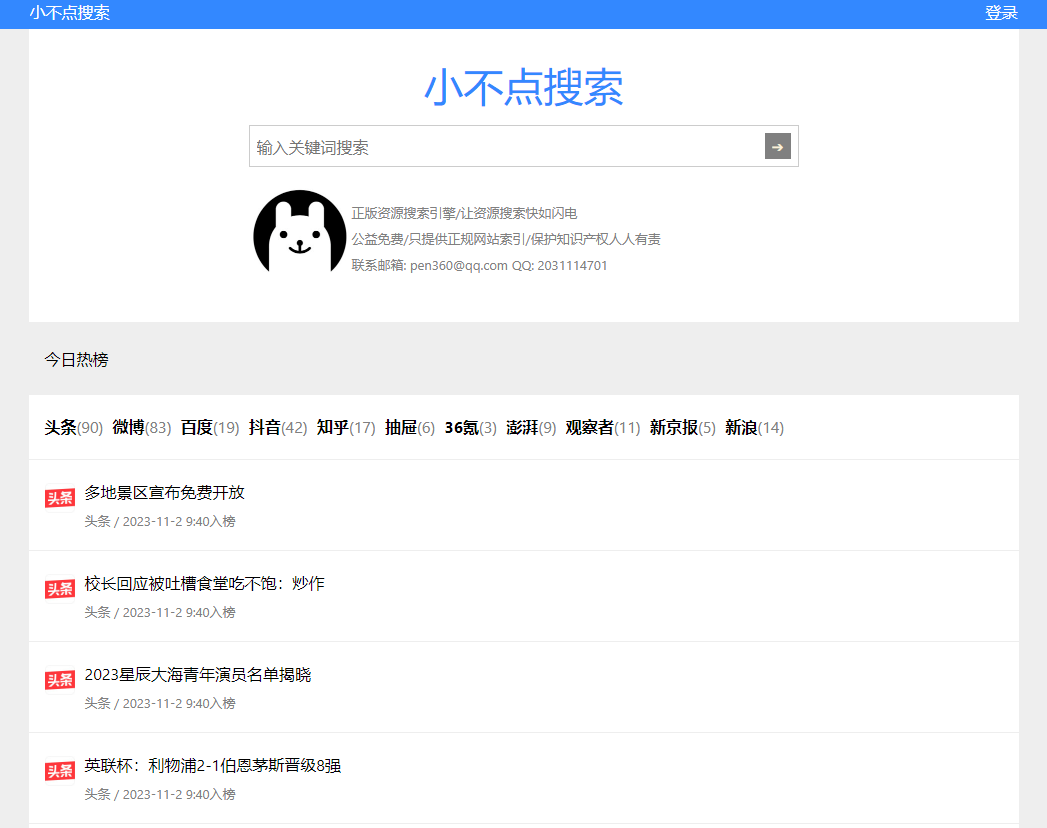 小不点搜索 登录
小不点搜索
输入关键词搜索
正版资源搜索引擎/让资源搜索快如闪电
公益免费/只提供正规网站索引/保护知识产权人人有责
联系邮箱: pen360@qq.com QQ: 2031114701
今日热榜
头条(90) 微博(83) 百度(19) 抖音(42) 知乎(17) 抽屉(6) 36氪(3) 澎湃(9) 观察者(11) 新京报(5) 新浪(14)
头条 多地景区宣布免费开放
头条 / 2023-11-2 9:40入榜
头条 校长回应被吐槽食堂吃不饱：炒作
头条 / 2023-11-2 9:40入榜
头条 2023星辰大海青年演员名单揭晓
头条 / 2023-11-2 9:40入榜
头条 英联杯：利物浦2-1伯恩茅斯晋级8强
头条 / 2023-11-2 9:40入榜